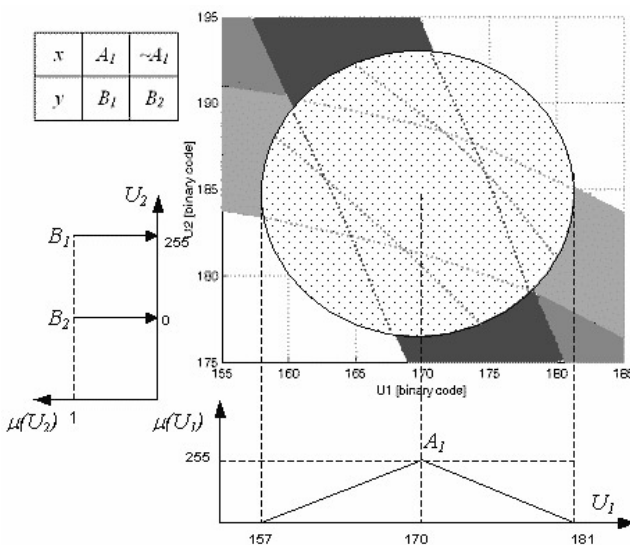 x A₁ ~A₁
y B₁ B₂
195
190
185
180
175
U2 [binary code]
155 160 165 170 175 180 185
U1 [binary code]
U₂
B₁ 255
B₂ 0
μ(U₂) 1
μ(U₁)
255
A₁
U₁
157 170 181